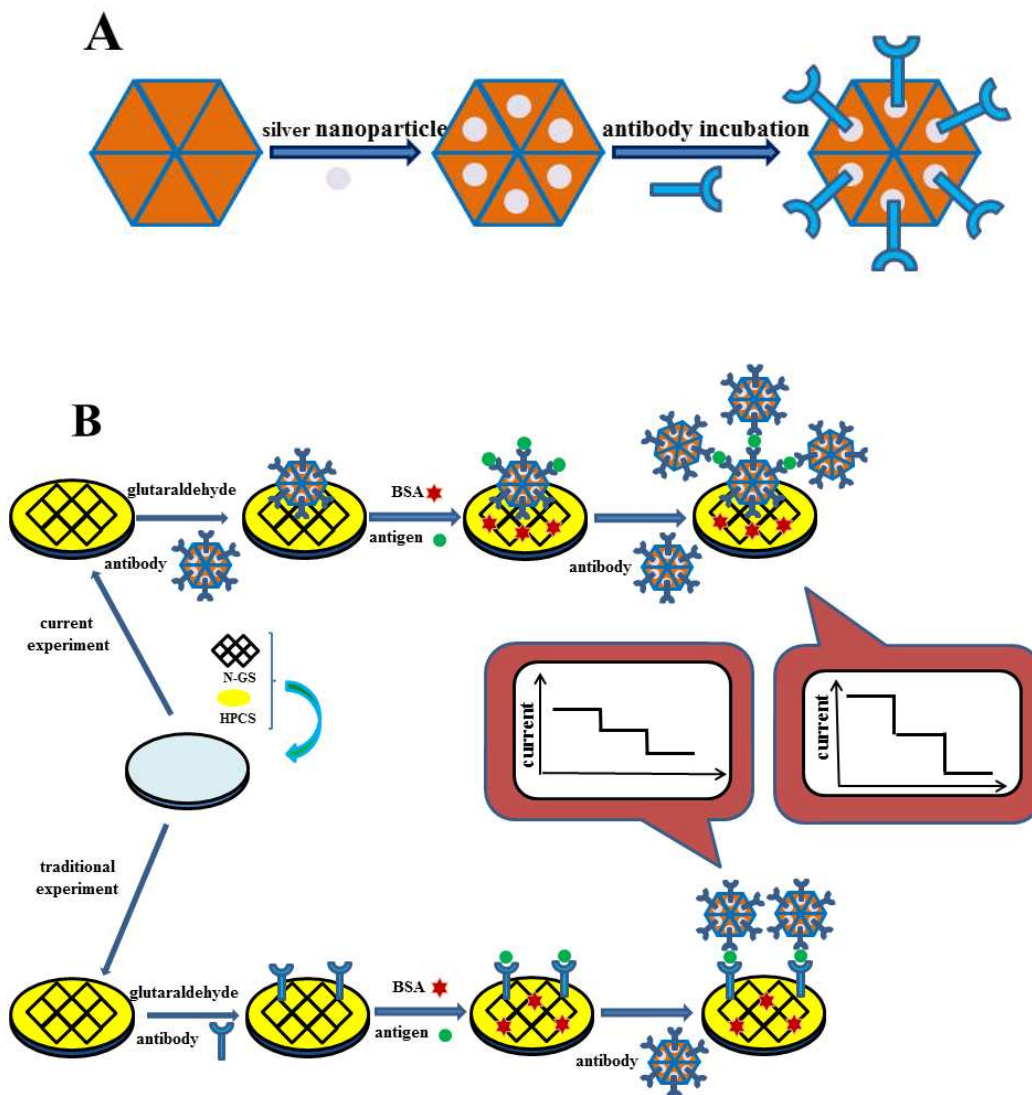 A
silver nanoparticle
antibody incubation
B
glutaraldehyde
antibody
BSA
antigen
antibody
current
experiment
N-GS
HPCS
current
current
traditional
experiment
glutaraldehyde
antibody
BSA
antigen
antibody